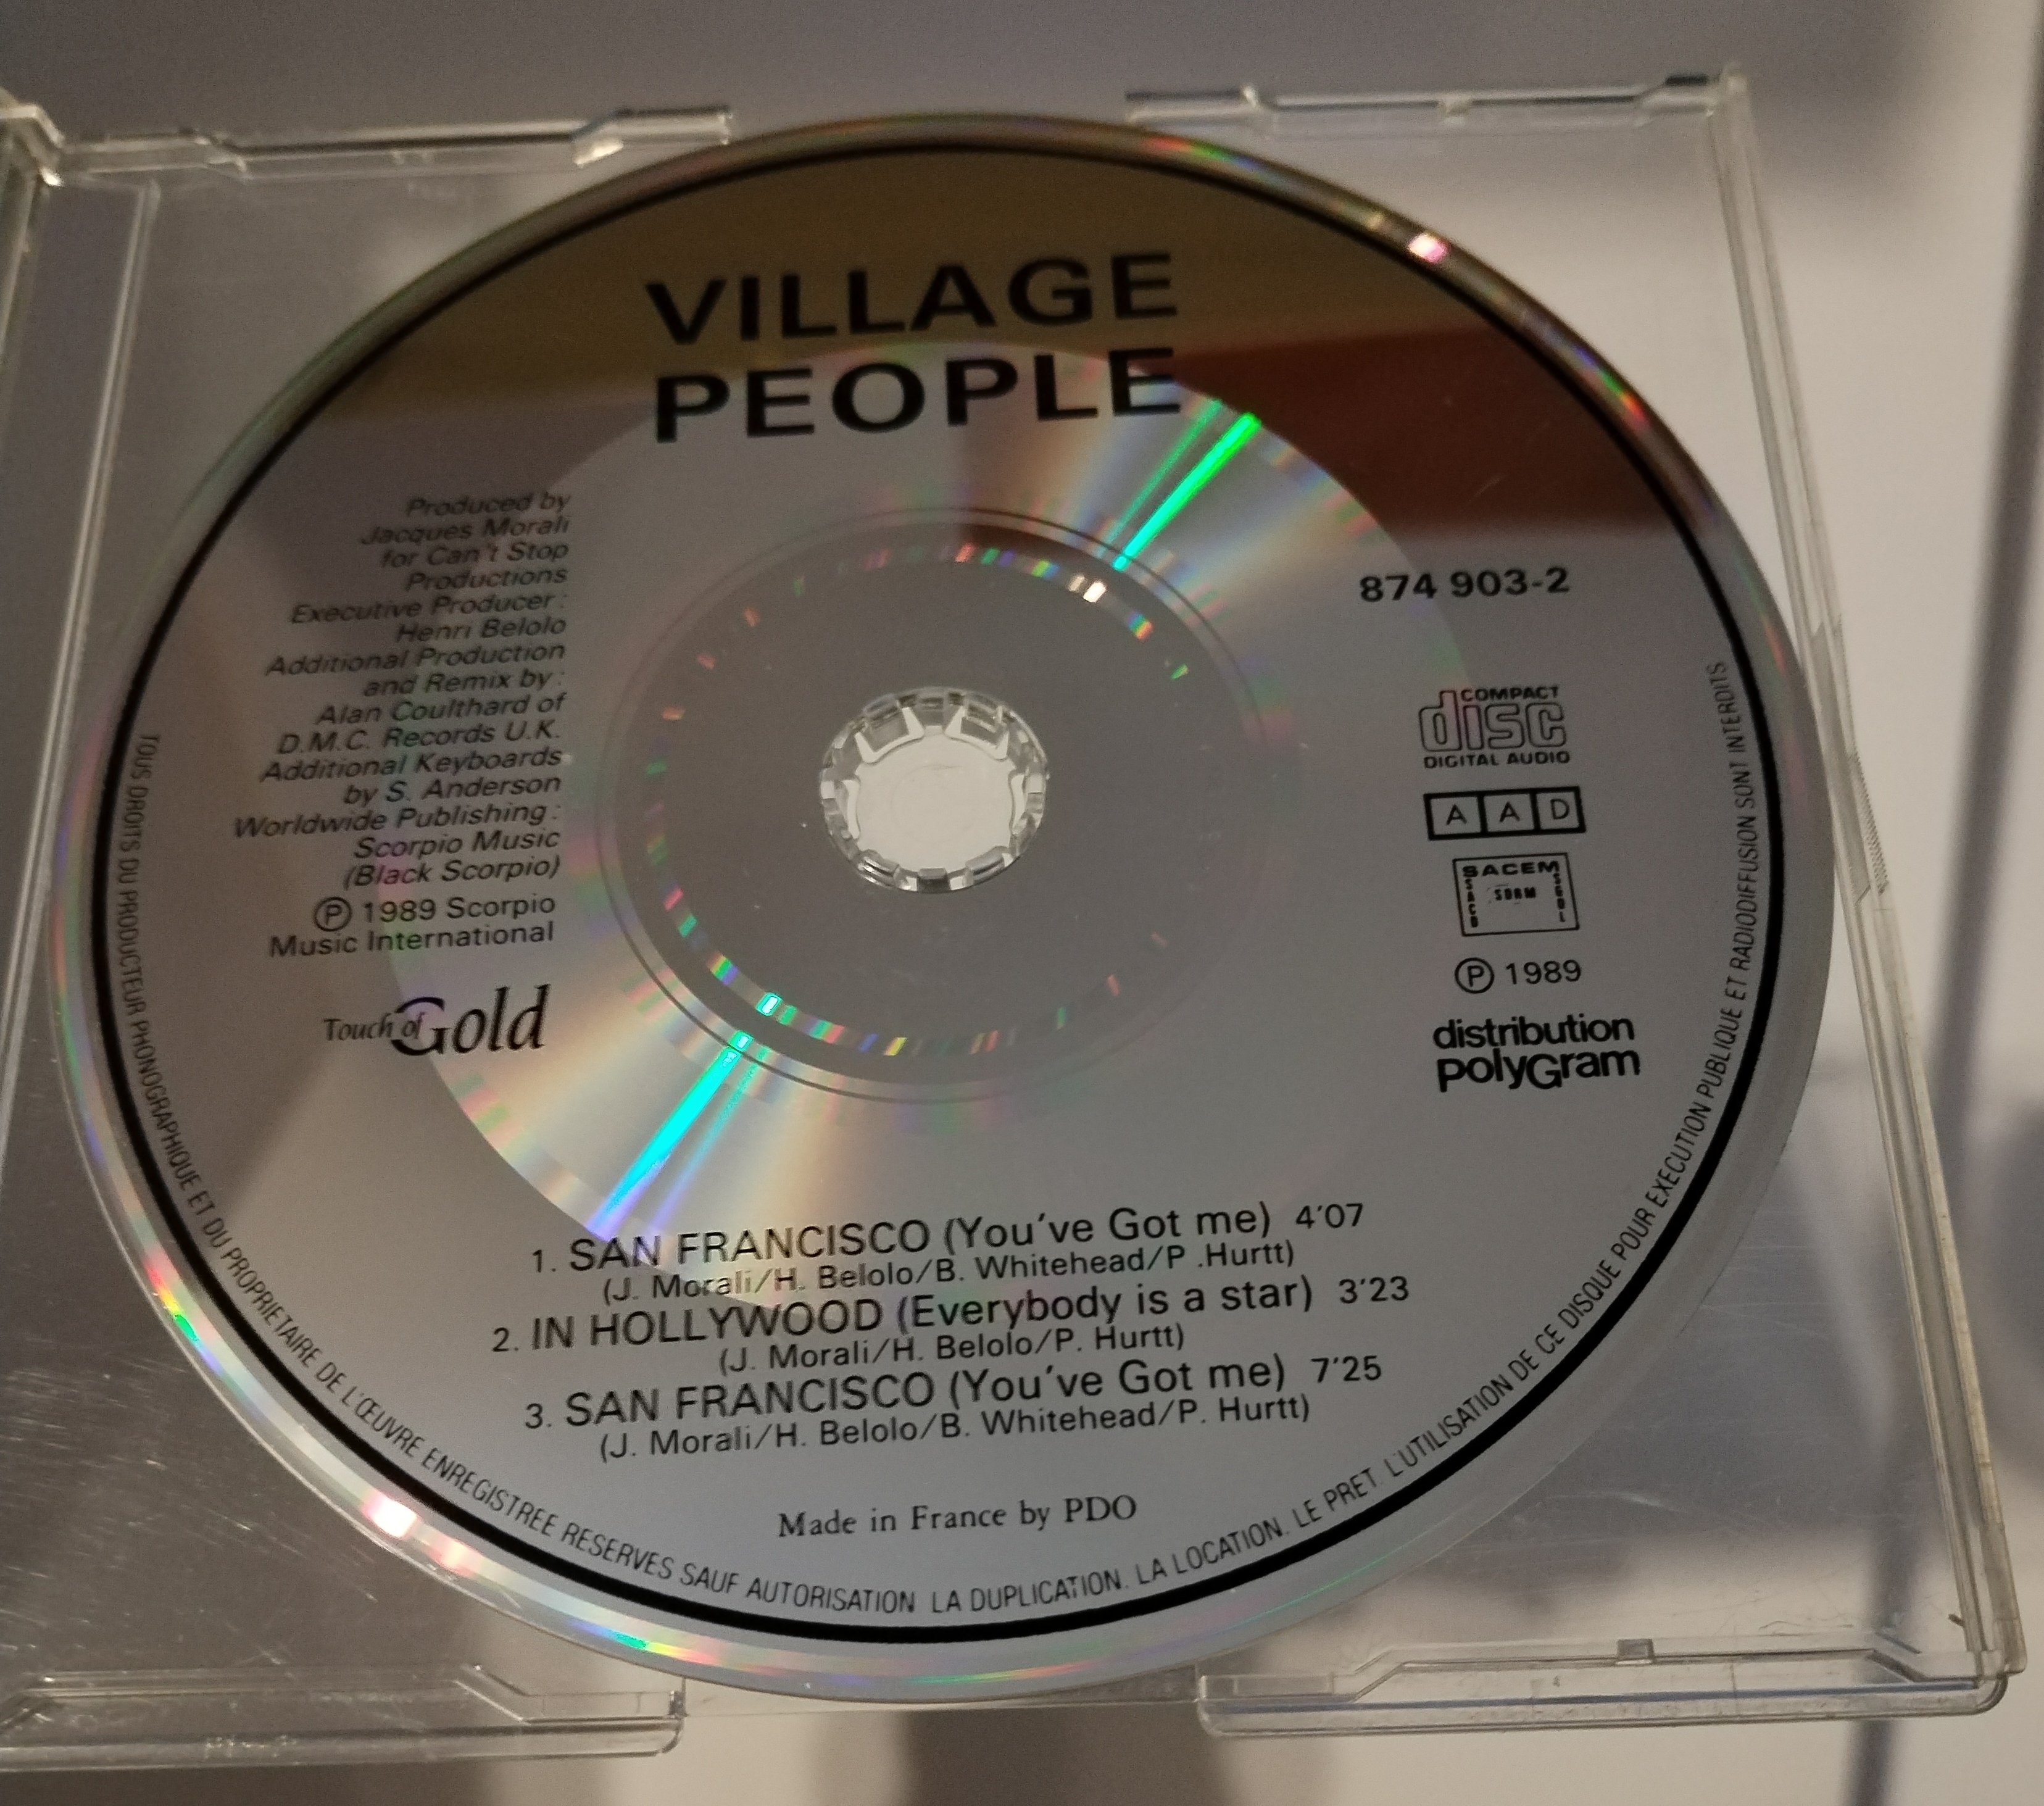 VILLAGE
PEOPLE
Produced by
Jacques Morali
for Can't Stop
Productions
Executive Producer :
Henri Belolo
Additional Production
and Remix by :
Alan Coulthard of
D.M.C. Records U.K.
Additional Keyboards
by S. Anderson
Worldwide Publishing :
Scorpio Music
(Black Scorpio)
Ⓟ 1989 Scorpio
Music International
Touch of Gold
874 903-2
COMPACT
disc
DIGITAL AUDIO
A A D
SACEM
SACD SDRM SGDL
Ⓟ 1989
distribution
PolyGram
1. SAN FRANCISCO (You've Got me) 4'07
(J. Morali/H. Belolo/B. Whitehead/P .Hurtt)
2. IN HOLLYWOOD (Everybody is a star) 3'23
(J. Morali/H. Belolo/P. Hurtt)
3. SAN FRANCISCO (You've Got me) 7'25
(J. Morali/H. Belolo/B. Whitehead/P. Hurtt)
Made in France by PDO
TOUS DROITS DU PRODUCTEUR PHONOGRAPHIQUE ET DU PROPRIETAIRE DE L'ŒUVRE ENREGISTREE RESERVES SAUF AUTORISATION LA DUPLICATION. LA LOCATION. LE PRET. L'UTILISATION DE CE DISQUE POUR EXECUTION PUBLIQUE ET RADIODIFFUSION SONT INTERDITS